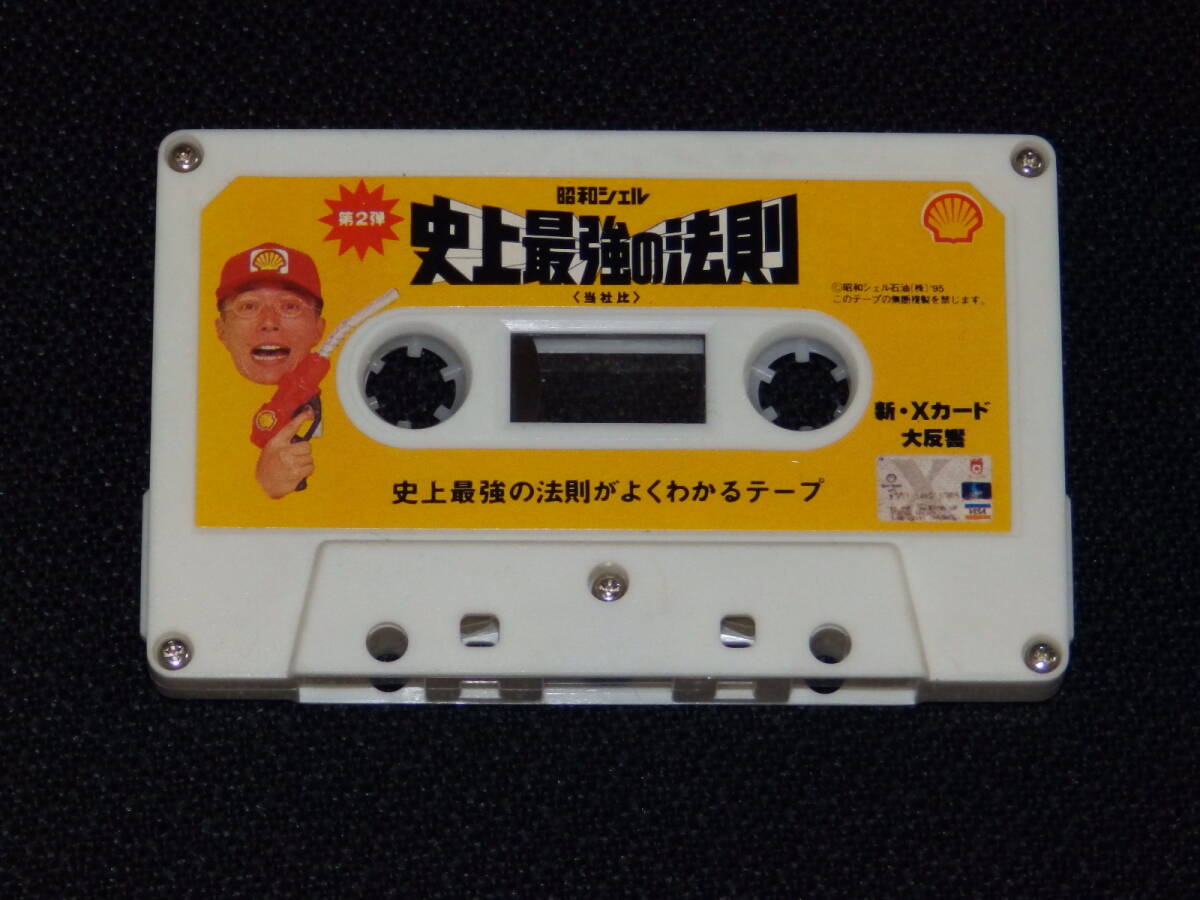 第2弾
昭和シェル
史上最強の法則
〈当社比〉
©昭和シェル石油(株)'95
このテープの無断複製を禁じます。
新・Xカード
大反響
X
VISA
史上最強の法則がよくわかるテープ